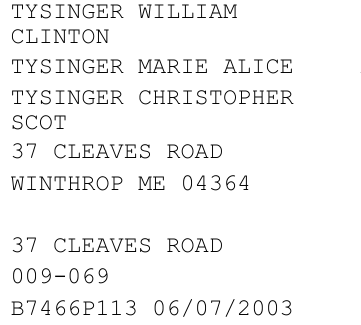 TYSINGER WILLIAM
CLINTON
TYSINGER MARIE ALICE
TYSINGER CHRISTOPHER
SCOT
37 CLEAVES ROAD
WINTHROP ME 04364
37 CLEAVES ROAD
009-069
B7466P113 06/07/2003